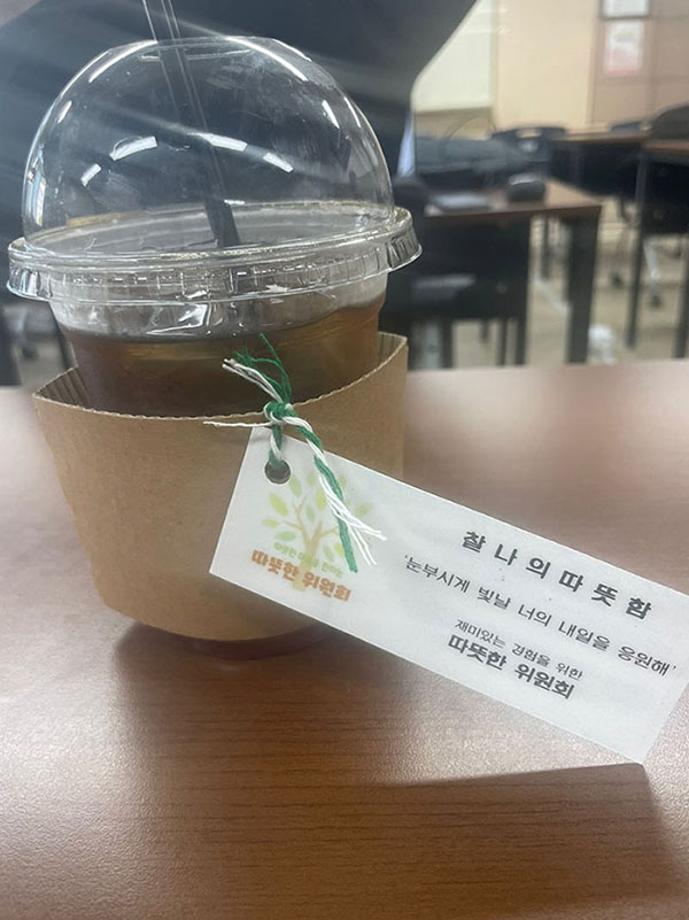 따뜻한 위원회
찰 나 의 따 뜻 함
'눈부시게 빛날 너의 내일을 응원해'
재미있는 경험을 위한
따뜻한 위원회